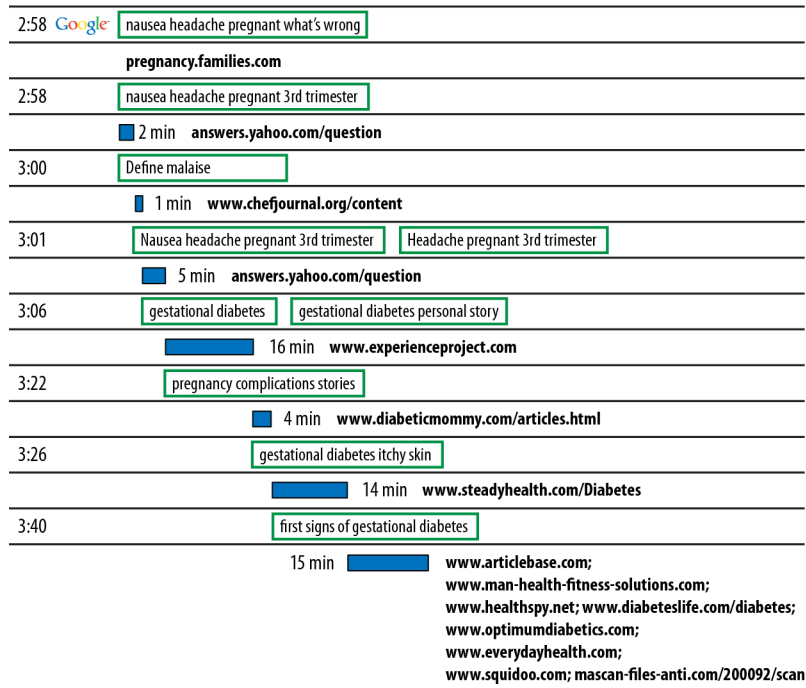 2:58 Google nausea headache pregnant what's wrong
pregnancy.families.com
2:58 nausea headache pregnant 3rd trimester
2 min answers.yahoo.com/question
3:00 Define malaise
1 min www.chefjournal.org/content
3:01 Nausea headache pregnant 3rd trimester Headache pregnant 3rd trimester
5 min answers.yahoo.com/question
3:06 gestational diabetes gestational diabetes personal story
16 min www.experienceproject.com
3:22 pregnancy complications stories
4 min www.diabeticmommy.com/articles.html
3:26 gestational diabetes itchy skin
14 min www.steadyhealth.com/Diabetes
3:40 first signs of gestational diabetes
15 min www.articlebase.com;
www.man-health-fitness-solutions.com;
www.healthspy.net; www.diabeteslife.com/diabetes;
www.optimumdiabetics.com;
www.everydayhealth.com;
www.squidoo.com; mascan-files-anti.com/200092/scan